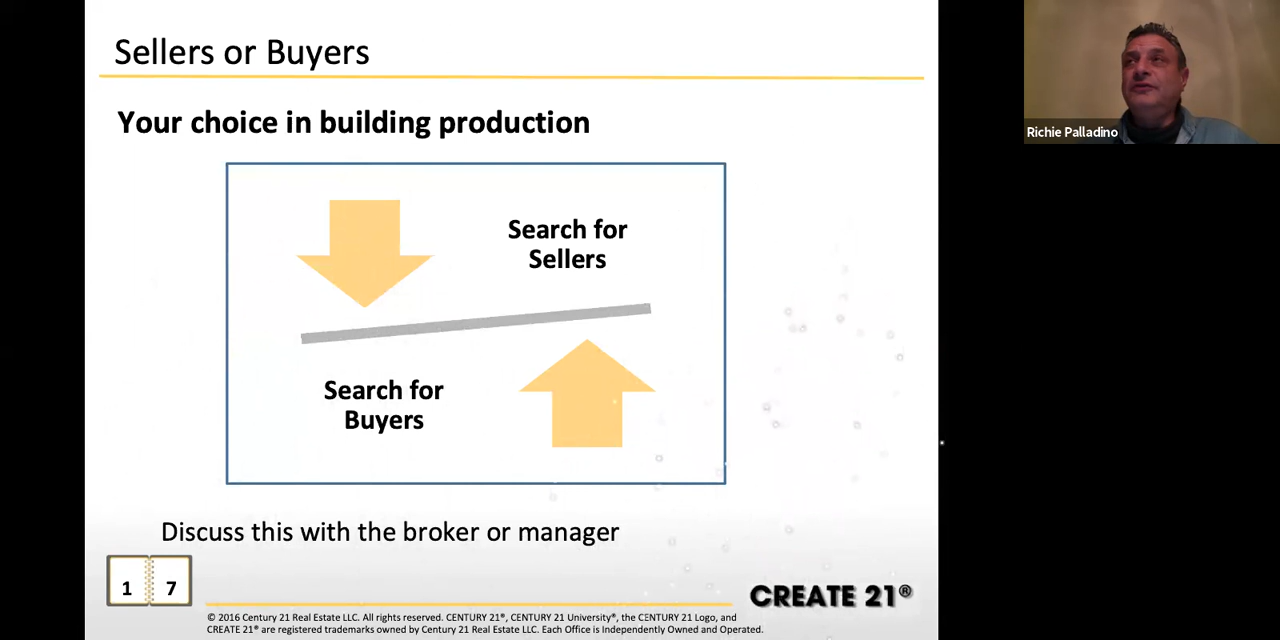 Sellers or Buyers
Richie Palladino
Your choice in building production
Search for
Sellers
Search for
Buyers
Discuss this with the broker or manager
1 7
CREATE 21®
© 2016 Century 21 Real Estate LLC. All rights reserved. CENTURY 21®, CENTURY 21 University®, the CENTURY 21 Logo, and
CREATE 21® are registered trademarks owned by Century 21 Real Estate LLC. Each Office is Independently Owned and Operated.